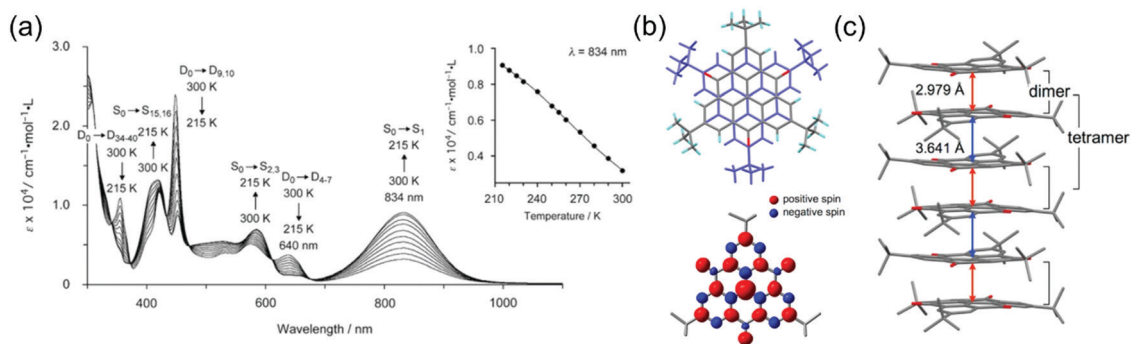 (a)
3.0
2.0
1.0
0
ε x 10⁴/ cm⁻¹•mol⁻¹•L
400
600
800
1000
Wavelength / nm
D₀→D₃₄₋₄₀
300 K
215 K
S₀→S₁₅,₁₆
215 K
300 K
D₀→D₉,₁₀
300 K
215 K
S₀→S₂,₃
215 K
300 K
D₀→D₄₋₇
300 K
215 K
640 nm
S₀→S₁
215 K
300 K
834 nm
1.0
0.8
0.6
0.4
ε x 10⁴ / cm⁻¹•mol⁻¹•L
λ = 834 nm
210
240
270
300
Temperature / K
(b)
positive spin
negative spin
(c)
2.979 Å
3.641 Å
dimer
tetramer